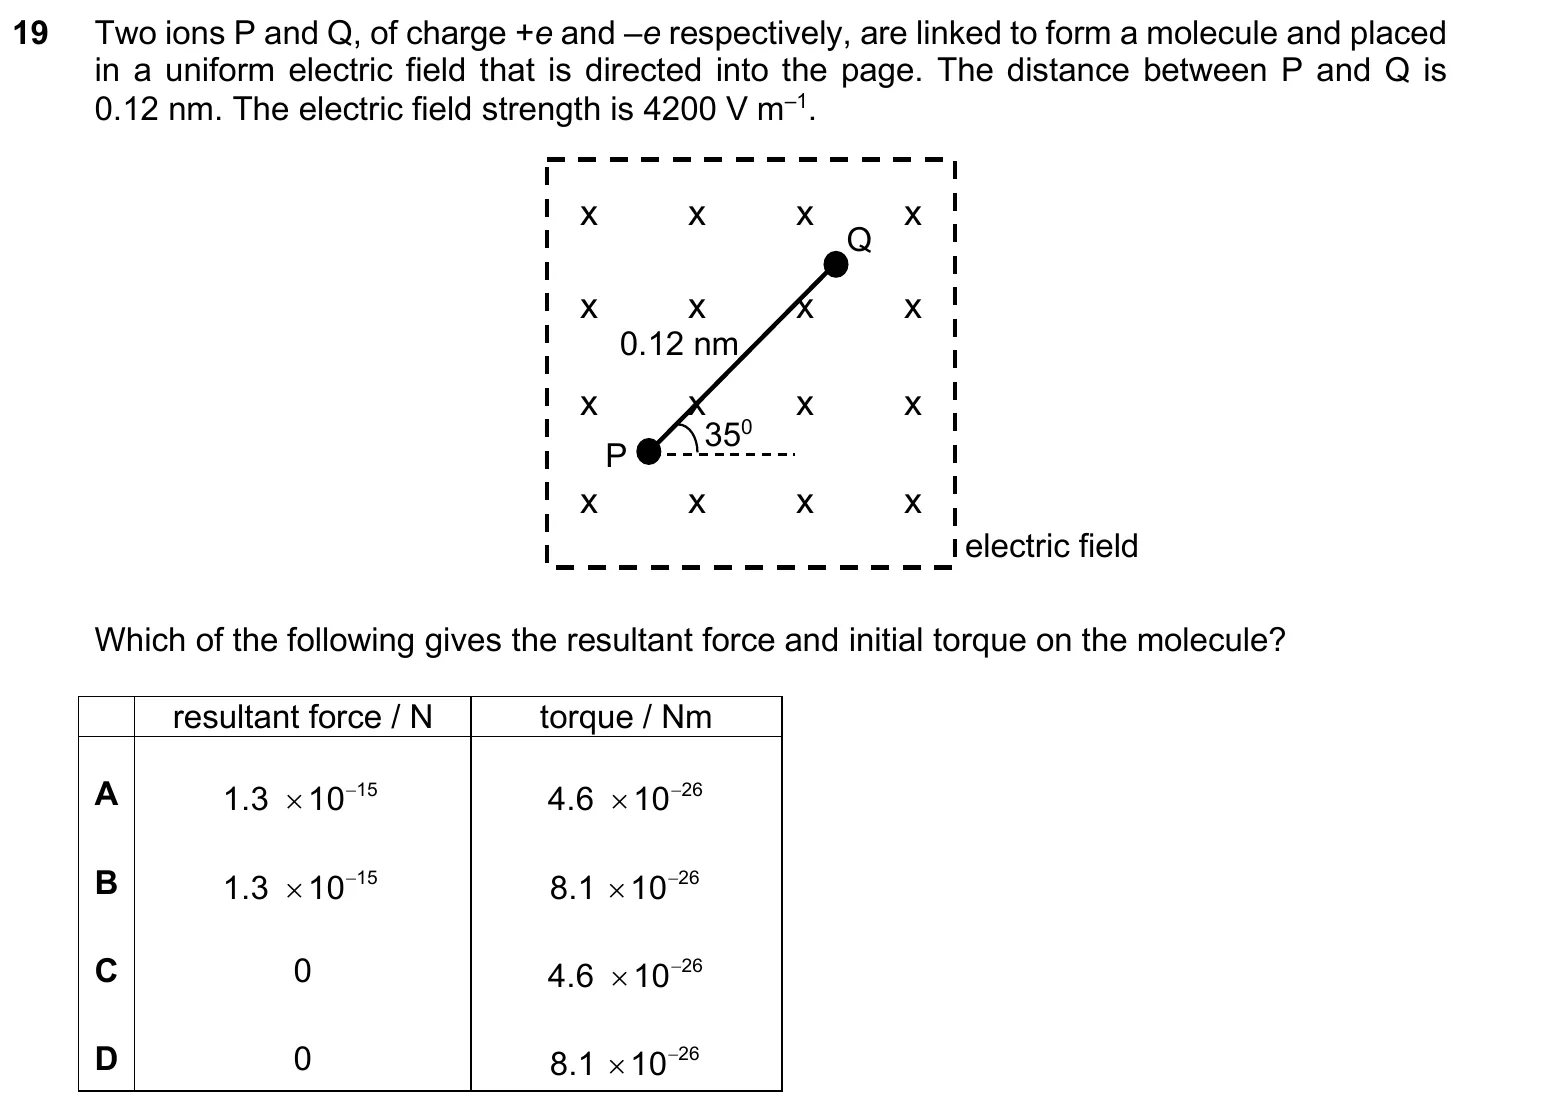 19 Two ions P and Q, of charge +e and –e respectively, are linked to form a molecule and placed
in a uniform electric field that is directed into the page. The distance between P and Q is
0.12 nm. The electric field strength is 4200 V m⁻¹.
x x x x
Q
x x x x
0.12 nm
x x x x
35⁰
P
x x x x
electric field
Which of the following gives the resultant force and initial torque on the molecule?
resultant force / N torque / Nm
A 1.3 ×10⁻¹⁵ 4.6 ×10⁻²⁶
B 1.3 ×10⁻¹⁵ 8.1 ×10⁻²⁶
C 0 4.6 ×10⁻²⁶
D 0 8.1 ×10⁻²⁶